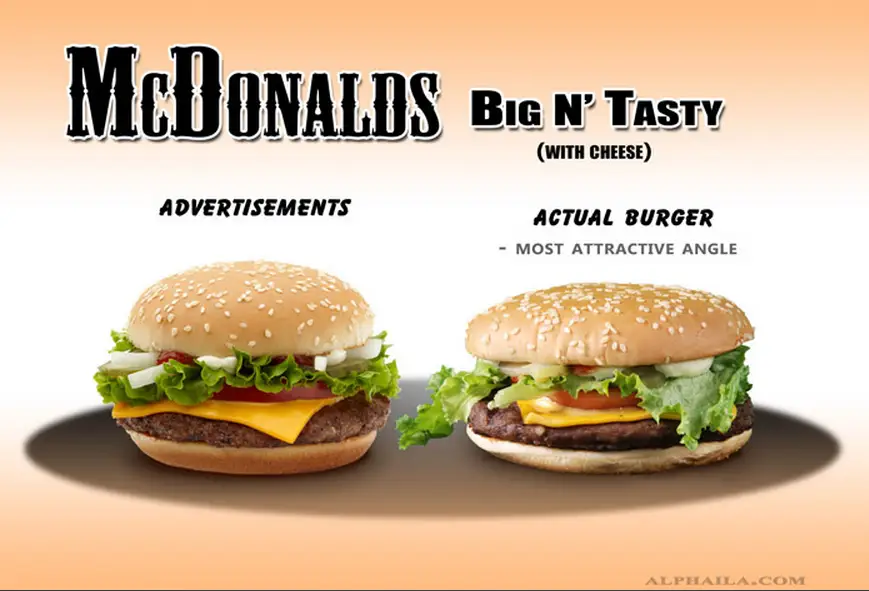 McDonalds
Big N' Tasty
(with cheese)
Advertisements
Actual Burger
- Most attractive angle
alphaila.com